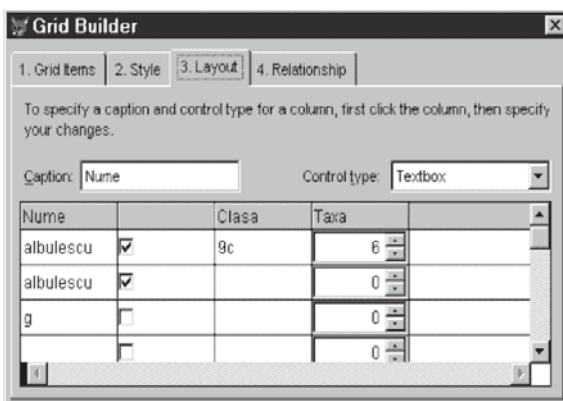 Grid Builder
1. Grid Items 2. Style 3. Layout 4. Relationship
To specify a caption and control type for a column, first click the column, then specify
your changes.
Caption: Nume Control type: Textbox
Nume Clasa Taxa
albulescu 9c 6
albulescu 0
g 0
0